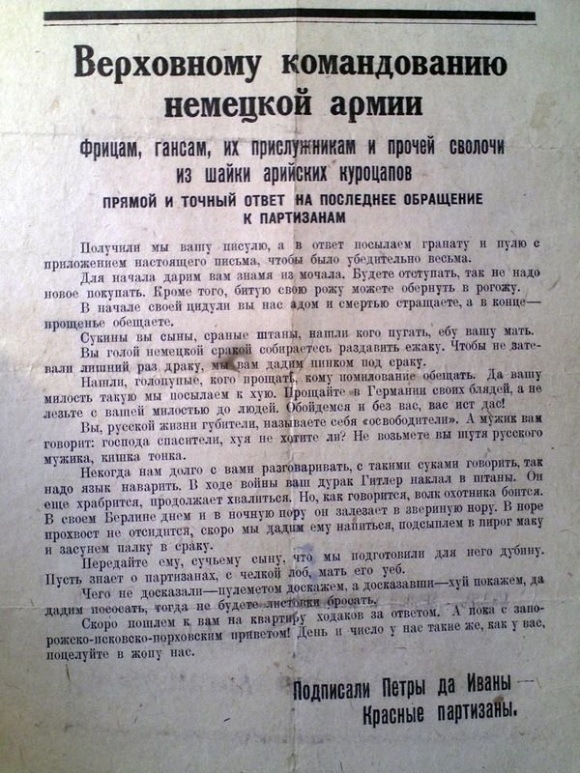 Верховному командованию
немецкой армии
Фрицам, гансам, их прислужникам и прочей сволочи
из шайки арийских куроцапов
ПРЯМОЙ И ТОЧНЫЙ ОТВЕТ НА ПОСЛЕДНЕЕ ОБРАЩЕНИЕ
К ПАРТИЗАНАМ
Получили мы вашу писулю, а в ответ посылаем гранату и пулю с
приложением настоящего письма, чтобы было убедительно весьма.
Для начала дарим вам знамя из мочала. Будете отступать, так не надо
новое покупать. Кроме того, битую свою рожу можете обернуть в рогожу.
В начале своей цидули вы нас адом и смертью стращаете, а в конце—
прощенье обещаете.
Сукины вы сыны, сраные штаны, нашли кого пугать, ебу вашу мать.
Вы голой немецкой сракой собираетесь раздавить ежаку. Чтобы не зате-
вали лишний раз драку, мы вам дадим пинком под сраку.
Нашли, голопупые, кого прощать, кому помилование обещать. Да вашу
милость такую мы посылаем к хую. Прощайте в Германии своих блядей, а не
лезьте с вашей милостью до людей. Обойдемся и без вас, вас ист дас!
Вы, русской жизни губители, называете себя «освободители». А мужик вам
говорит: господа спасители, хуя не хотите ли? Не возьмете вы шутя русского
мужика, кишка тонка.
Некогда нам долго с вами разговаривать, с такими суками говорить, так
надо язык наварить. В ходе войны ваш дурак Гитлер наклал в штаны. Он
еще храбрится, продолжает хвалиться. Но, как говорится, волк охотника боится.
В своем Берлине днем и в ночную пору он залезает в звериную нору. В норе
прохвост не отсидится, скоро мы дадим ему напиться, подсыплем в пирог маку
и засунем палку в сраку.
Передайте ему, сучьему сыну, что мы подготовили для него дубину.
Пусть знает о партизанах, с челкой лоб, мать его уеб.
Чего не досказали—пулеметом доскажем, а досказавши—хуй покажем, да
дадим пососать, тогда не будете листовки бросать.
Скоро пошлем к вам на квартиру ходаков за ответом. А пока с запо-
рожско-псковско-порховским приветом! День и число у нас такие же, как у вас,
поцелуйте в жопу нас.
Подписали Петры да Иваны—
Красные партизаны.